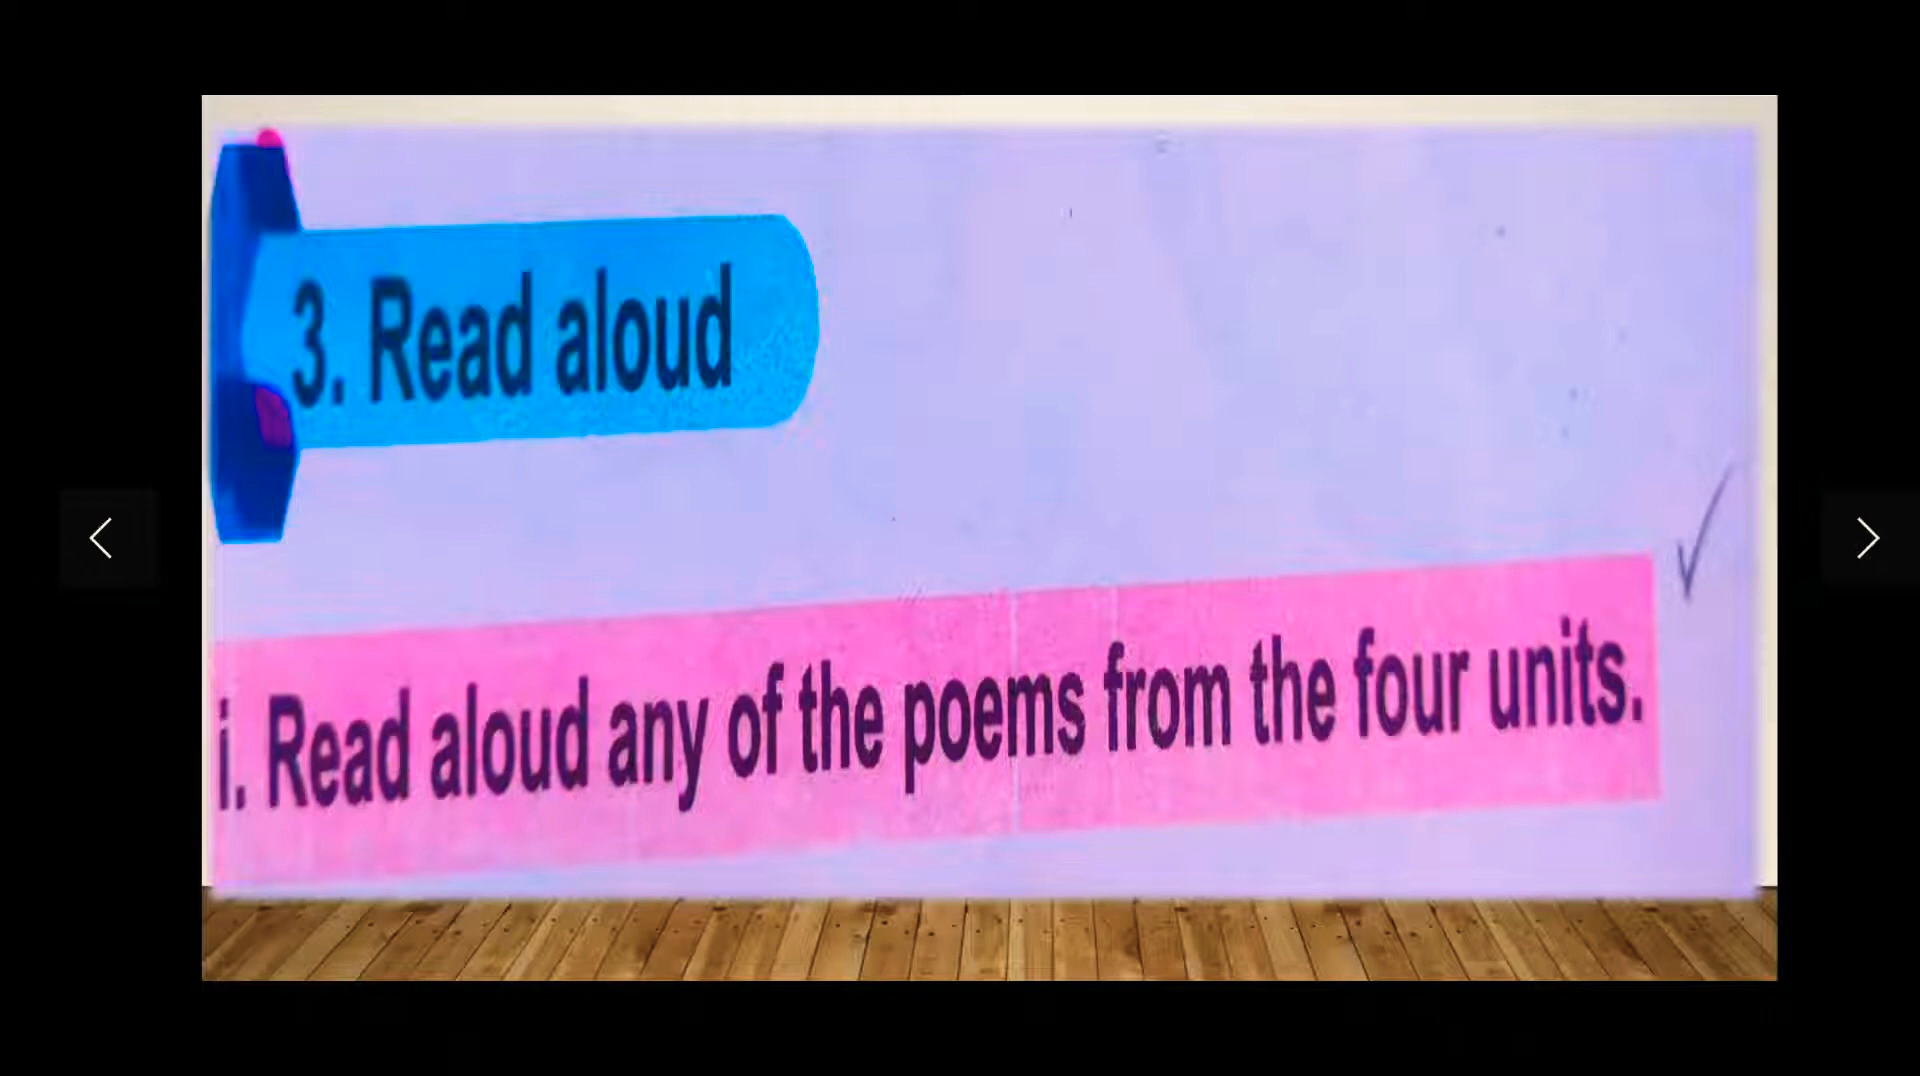 3. Read aloud
i. Read aloud any of the poems from the four units.